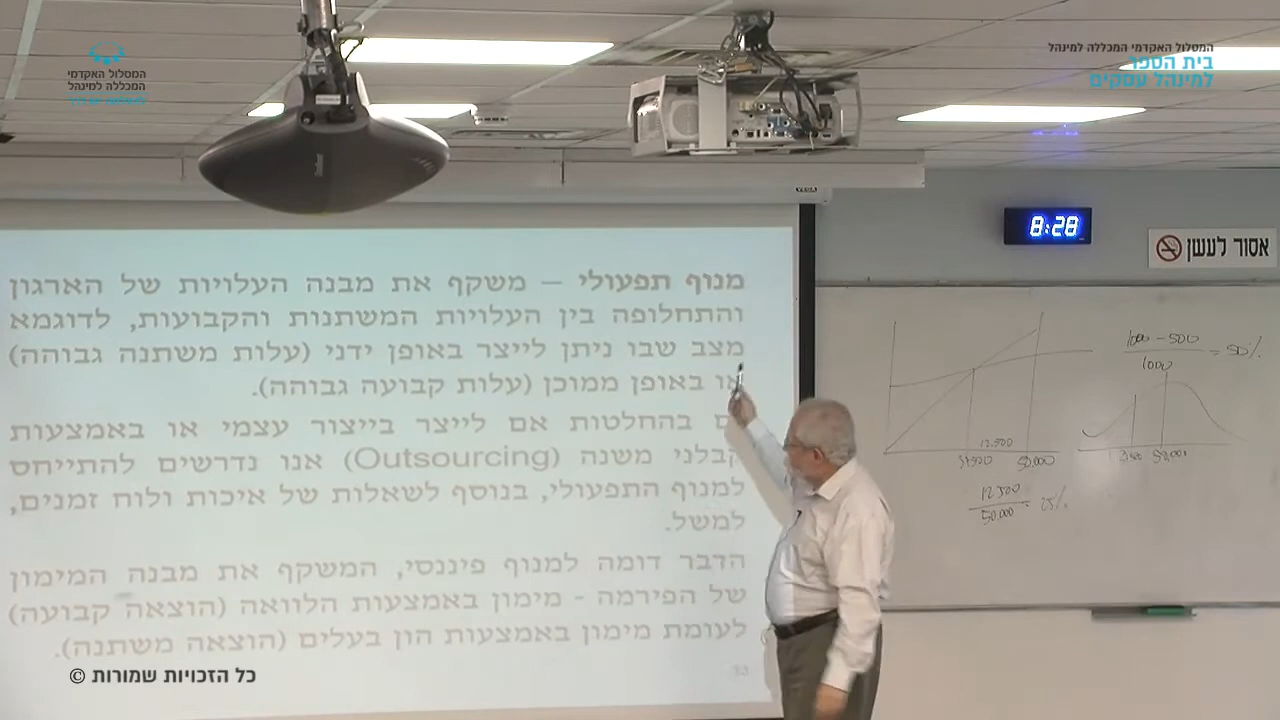 המסלול האקדמי המכללה למינהל
בית הספר
למינהל עסקים
המסלול האקדמי
המכללה למינהל
VEGA
8:28
אסור לעשן
מנוף תפעולי – משקף את מבנה העלויות של הארגון
והתחלופה בין העלויות המשתנות והקבועות, לדוגמא
מצב שבו ניתן לייצר באופן ידני (עלות משתנה גבוהה)
או באופן ממוכן (עלות קבועה גבוהה).
בהחלטות אם לייצר בייצור עצמי או באמצעות
קבלני משנה (Outsourcing) אנו נדרשים להתייחס
למנוף התפעולי, בנוסף לשאלות של איכות ולוח זמנים,
למשל.
הדבר דומה למנוף פיננסי, המשקף את מבנה המימון
של הפירמה - מימון באמצעות הלוואה (הוצאה קבועה)
לעומת מימון באמצעות הון בעלים (הוצאה משתנה).
1000 - 500
1000
= 50%
12.500
37.500 50.000
50.000
12500
50.000
25%
כל הזכויות שמורות ©